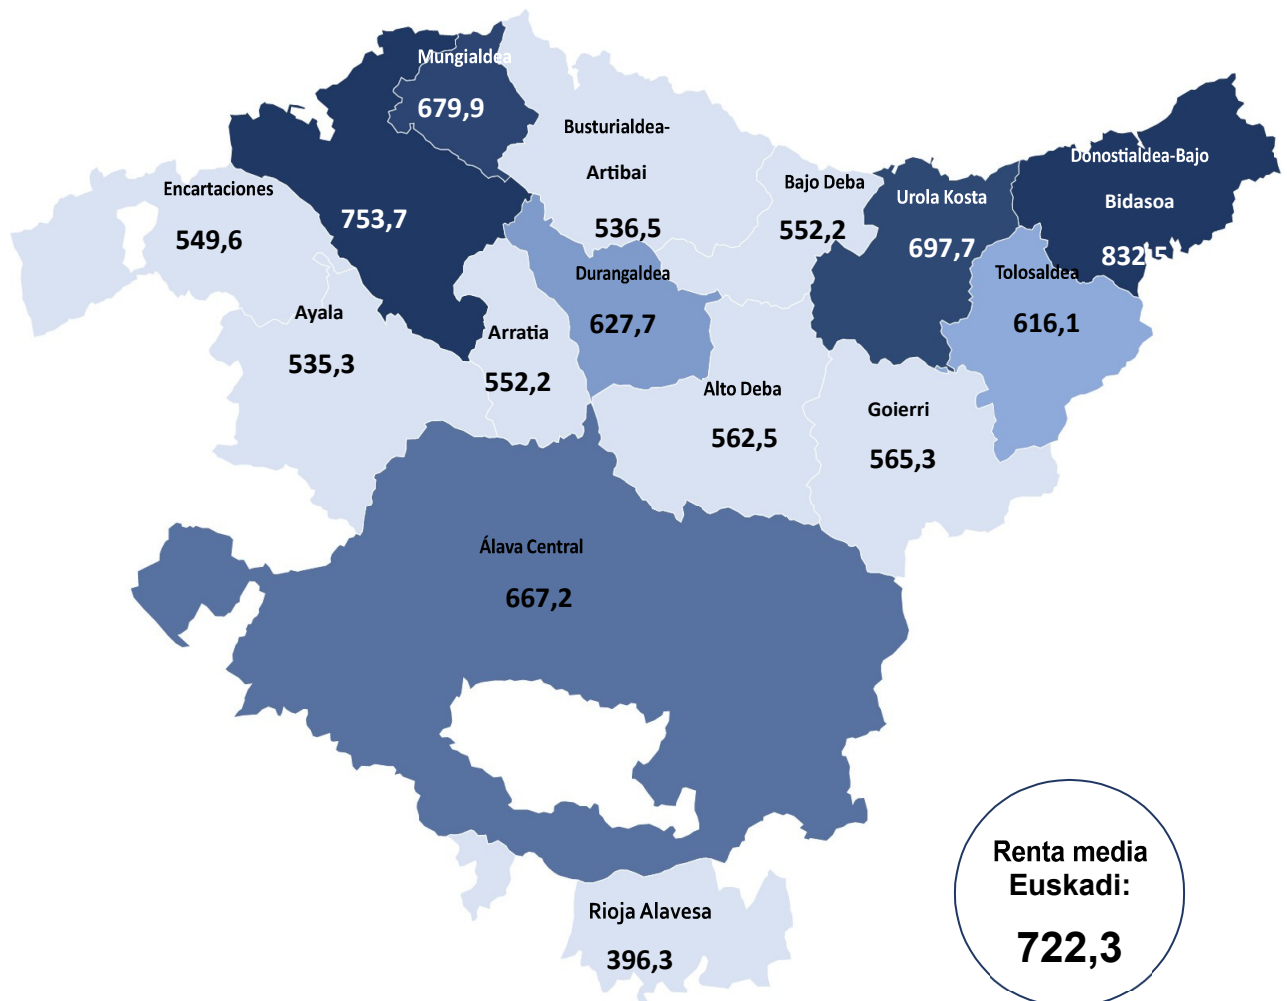 Mungialdea
679,9
Busturialdea-
Artibai
536,5
Donostialdea-Bajo
Bidasoa
832,5
Encartaciones
549,6
753,7
Bajo Deba
552,2
Urola Kosta
697,7
Durangaldea
627,7
Tolosaldea
616,1
Ayala
535,3
Arratia
552,2
Alto Deba
562,5
Goierri
565,3
Álava Central
667,2
Rioja Alavesa
396,3
Renta media
Euskadi:
722,3